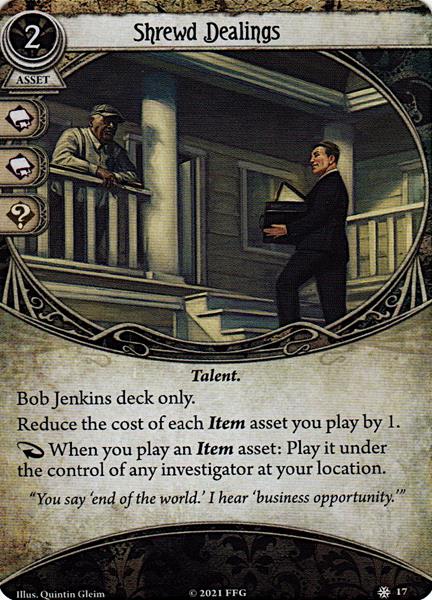 Shrewd Dealings
2
ASSET
Talent.
Bob Jenkins deck only.
Reduce the cost of each Item asset you play by 1.
When you play an Item asset: Play it under
the control of any investigator at your location.
“You say ‘end of the world.’ I hear ‘business opportunity.’”
Illus. Quintin Gleim
© 2021 FFG
17